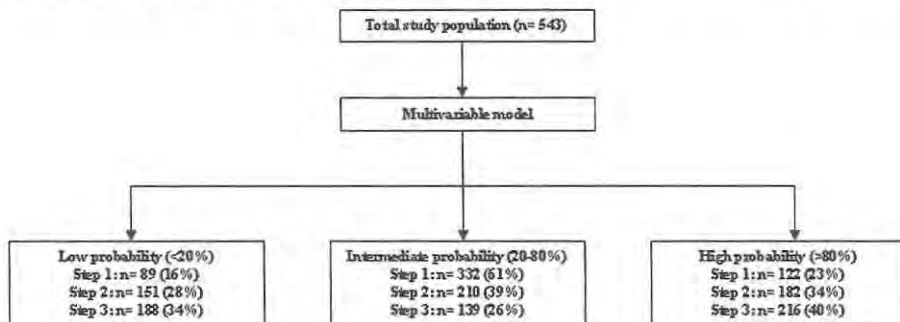 Total study population (n= 543)
Multivariable model
Low probability (<20%)
Step 1: n= 89 (16%)
Step 2: n= 151 (28%)
Step 3: n= 188 (34%)
Intermediate probability (20-80%)
Step 1: n= 332 (61%)
Step 2: n= 210 (39%)
Step 3: n= 139 (26%)
High probability (>80%)
Step 1: n= 122 (23%)
Step 2: n= 182 (34%)
Step 3: n= 216 (40%)